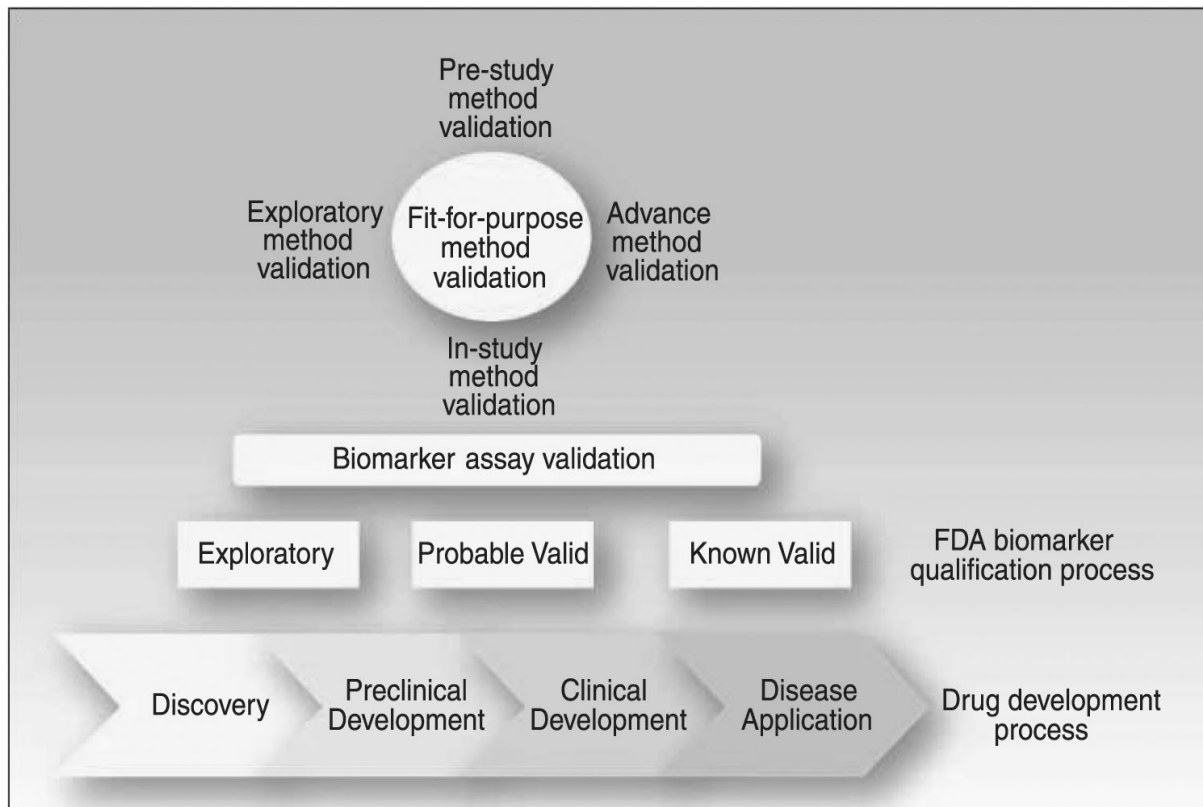 Pre-study
method
validation
Exploratory
method
validation
Fit-for-purpose
method
validation
Advance
method
validation
In-study
method
validation
Biomarker assay validation
Exploratory
Probable Valid
Known Valid
FDA biomarker
qualification process
Discovery
Preclinical
Development
Clinical
Development
Disease
Application
Drug development
process